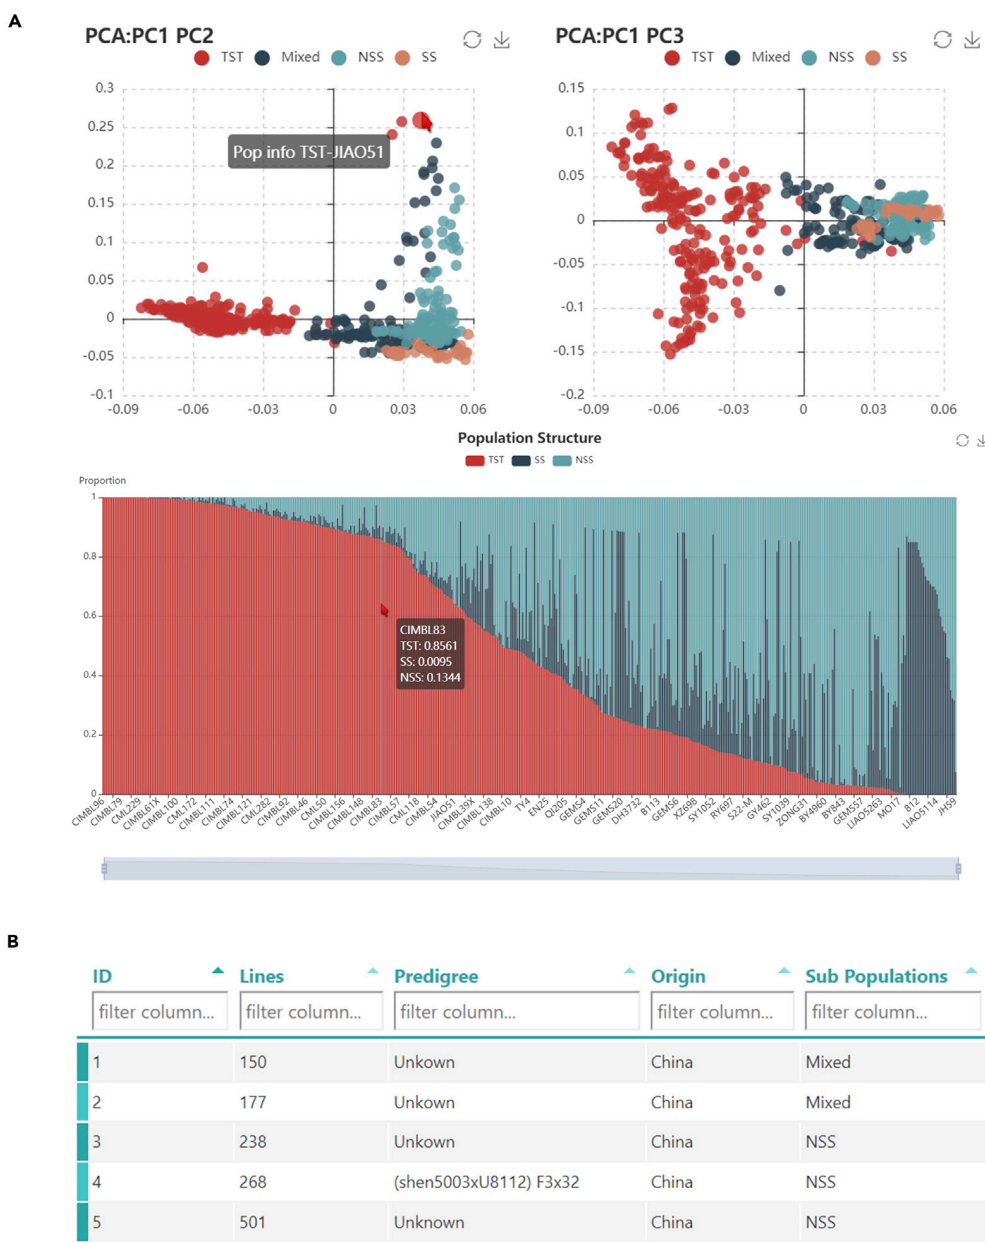 A
PCA:PC1 PC2
TST Mixed NSS SS
0.3
0.25
0.2
0.15
0.1
0.05
0
-0.05
-0.1
-0.09 -0.06 -0.03 0 0.03 0.06
Pop info TST-JIAO51
PCA:PC1 PC3
TST Mixed NSS SS
0.15
0.1
0.05
0
-0.05
-0.1
-0.15
-0.2
-0.09 -0.06 -0.03 0 0.03 0.06
Population Structure
TST SS NSS
Proportion
1
0.8
0.6
0.4
0.2
0
CIMBL83
TST: 0.8561
SS: 0.0095
NSS: 0.1344
CIMBL96 CIMBL79 CML229 CIMBL61X CIMBL100 CML172 CIMBL111 CIMBL74 CIMBL121 CML282 CIMBL92 CIMBL46 CML50 CIMBL156 CIMBL148 CIMBL83 CIMBL57 CML118 CIMBL54 JIAO51 CIMBL39X CIMBL138 CIMBL10 TY4 EN25 QI205 GEMS4 GEMS11 GEMS20 DH3732 B113 GEMS6 XZ698 SY1052 RY697 S22-M GY462 SY1039 ZONG31 BY4960 BY843 GEMS57 LIAO5263 MO17 812 LIAO5114 JH59
B
ID Lines Predigree Origin Sub Populations
filter column... filter column... filter column... filter column... filter column...
1 150 Unkown China Mixed
2 177 Unkown China Mixed
3 238 Unkown China NSS
4 268 (shen5003xU8112) F3x32 China NSS
5 501 Unknown China NSS